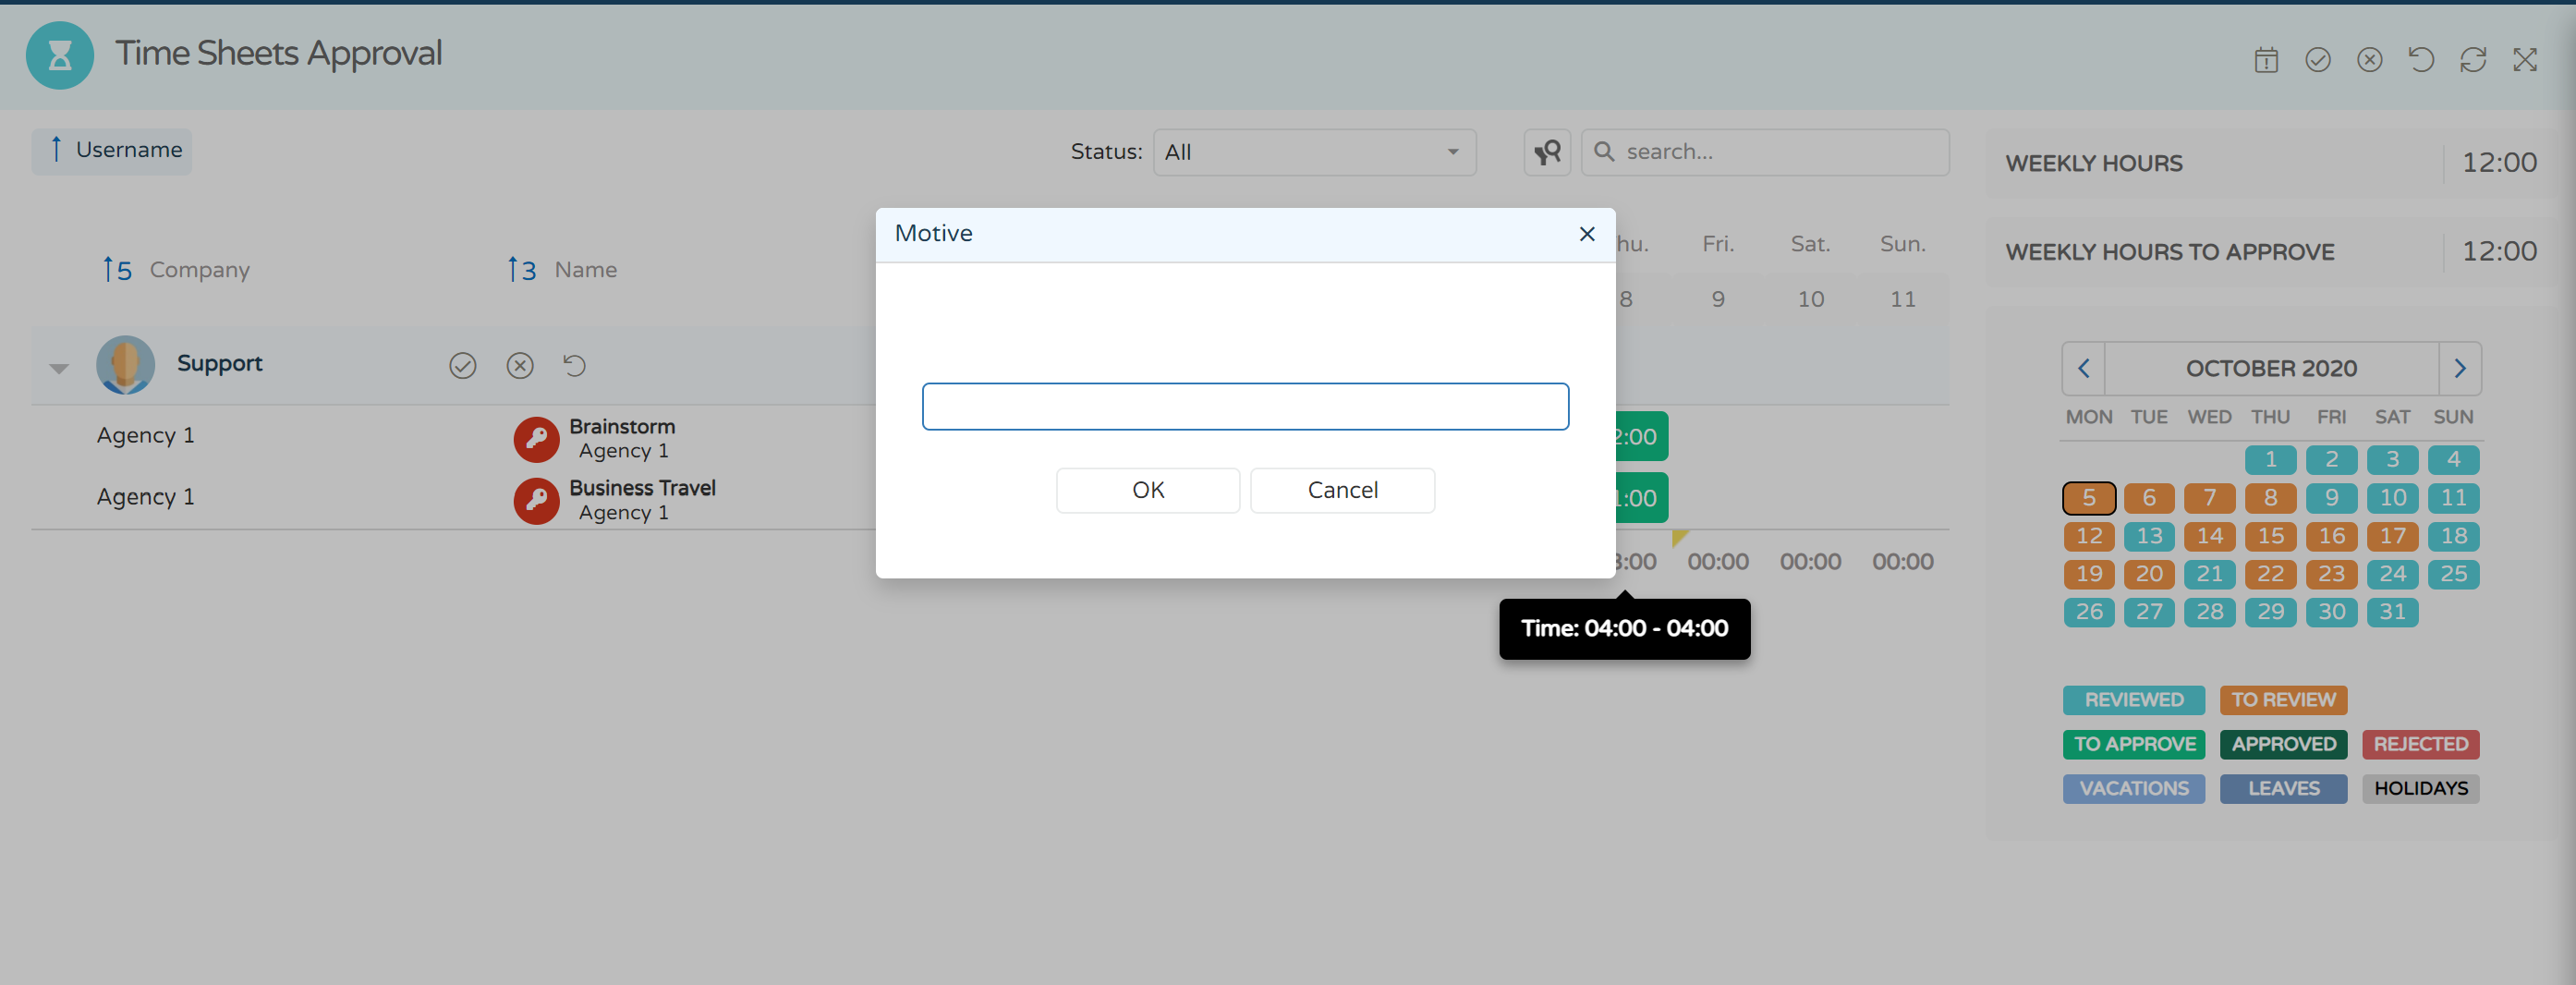 Time Sheets Approval
Username
Status: All
search...
WEEKLY HOURS 12:00
WEEKLY HOURS TO APPROVE 12:00
Motive
5 Company 3 Name
hu. Fri. Sat. Sun.
8 9 10 11
Support
Agency 1 Brainstorm
Agency 1
Agency 1 Business Travel
Agency 1
2:00
1:00
:00 00:00 00:00 00:00
OK Cancel
Time: 04:00 - 04:00
OCTOBER 2020
MON TUE WED THU FRI SAT SUN
1 2 3 4
5 6 7 8 9 10 11
12 13 14 15 16 17 18
19 20 21 22 23 24 25
26 27 28 29 30 31
REVIEWED TO REVIEW
TO APPROVE APPROVED REJECTED
VACATIONS LEAVES HOLIDAYS